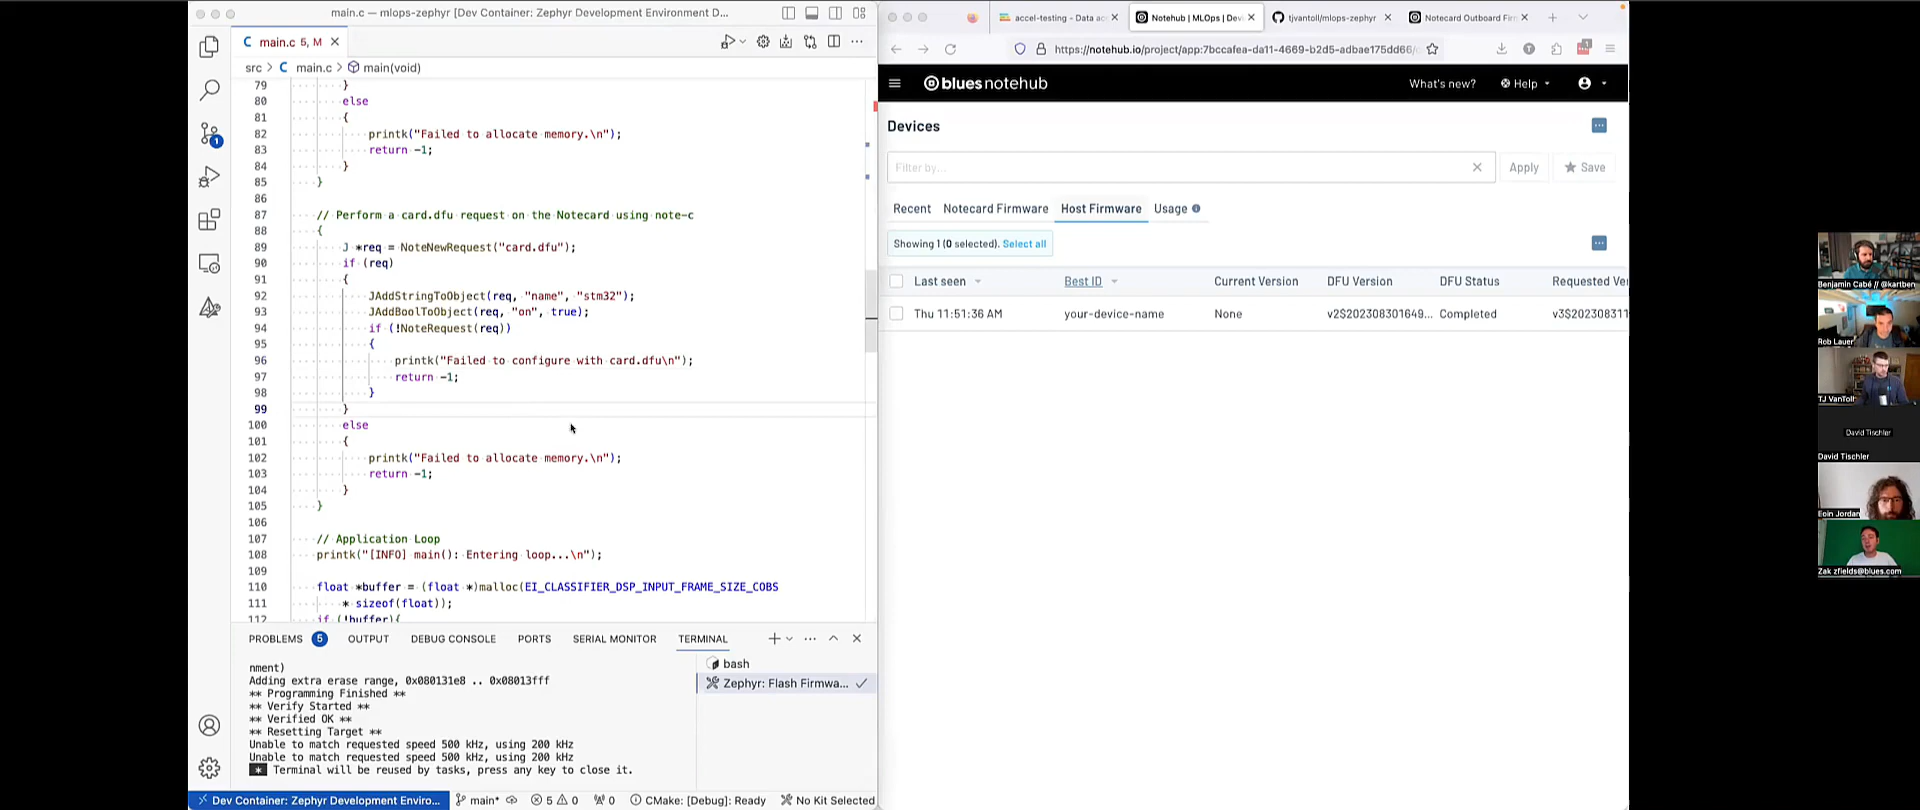 main.c — mlops-zephyr [Dev Container: Zephyr Development Environment D...
main.c 5, M
src > C main.c > main(void)
79 }
80 else
81 {
82 printk("Failed to allocate memory.\n");
83 return -1;
84 }
85 }
86
87 // Perform a card.dfu request on the Notecard using note-c
88 {
89 J *req = NoteNewRequest("card.dfu");
90 if (req)
91 {
92 JAddStringToObject(req, "name", "stm32");
93 JAddBoolToObject(req, "on", true);
94 if (!NoteRequest(req))
95 {
96 printk("Failed to configure with card.dfu\n");
97 return -1;
98 }
99 }
100 else
101 {
102 printk("Failed to allocate memory.\n");
103 return -1;
104 }
105 }
106
107 // Application Loop
108 printk("[INFO] main(): Entering loop...\n");
109
110 float *buffer = (float *)malloc(EI_CLASSIFIER_DSP_INPUT_FRAME_SIZE_COBS
111 * sizeof(float));
112 if (!buffer){
PROBLEMS 5 OUTPUT DEBUG CONSOLE PORTS SERIAL MONITOR TERMINAL
nment)
Adding extra erase range, 0x080131e8 .. 0x08013fff
** Programming Finished **
** Verify Started **
** Verified OK **
** Resetting Target **
Unable to match requested speed 500 kHz, using 200 kHz
Unable to match requested speed 500 kHz, using 200 kHz
* Terminal will be reused by tasks, press any key to close it.
bash
Zephyr: Flash Firmwa...
Dev Container: Zephyr Development Enviro... main* 5 0 0 CMake: [Debug]: Ready No Kit Selected
accel-testing - Data ac
Notehub | MLOps | Dev
tjvantoll/mlops-zephyr
Notecard Outboard Fir
https://notehub.io/project/app:7bccafea-da11-4669-b2d5-adbae175dd66/
blues notehub
What's new? Help
Devices
Filter by...
Apply Save
Recent Notecard Firmware Host Firmware Usage
Showing 1 (0 selected). Select all
Last seen Best ID Current Version DFU Version DFU Status Requested Ve
Thu 11:51:36 AM your-device-name None v2$202308301649... Completed v3$202308311
Benjamin Cabé // @kartben
Rob Lauer
TJ VanToll
David Tischler
David Tischler
Eoin Jordan
Zak zfields@blues.com